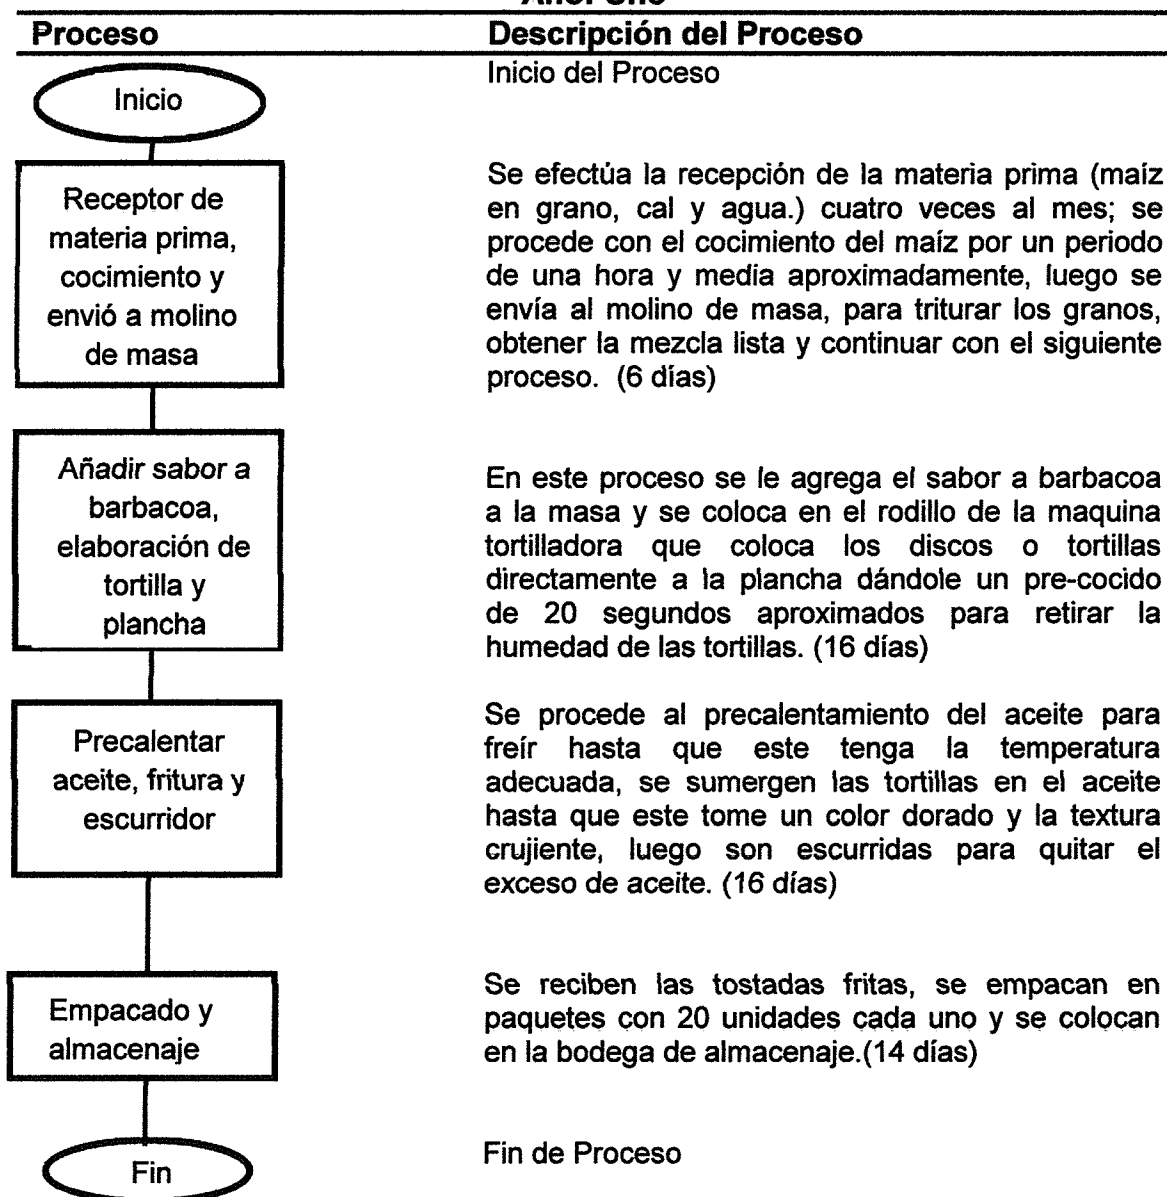 Proceso Descripción del Proceso
Inicio
Inicio del Proceso
Receptor de
materia prima,
cocimiento y
envió a molino
de masa
Se efectúa la recepción de la materia prima (maíz
en grano, cal y agua.) cuatro veces al mes; se
procede con el cocimiento del maíz por un periodo
de una hora y media aproximadamente, luego se
envía al molino de masa, para triturar los granos,
obtener la mezcla lista y continuar con el siguiente
proceso. (6 días)
Añadir sabor a
barbacoa,
elaboración de
tortilla y
plancha
En este proceso se le agrega el sabor a barbacoa
a la masa y se coloca en el rodillo de la maquina
tortilladora que coloca los discos o tortillas
directamente a la plancha dándole un pre-cocido
de 20 segundos aproximados para retirar la
humedad de las tortillas. (16 días)
Precalentar
aceite, fritura y
escurridor
Se procede al precalentamiento del aceite para
freír hasta que este tenga la temperatura
adecuada, se sumergen las tortillas en el aceite
hasta que este tome un color dorado y la textura
crujiente, luego son escurridas para quitar el
exceso de aceite. (16 días)
Empacado y
almacenaje
Se reciben las tostadas fritas, se empacan en
paquetes con 20 unidades cada uno y se colocan
en la bodega de almacenaje.(14 días)
Fin
Fin de Proceso